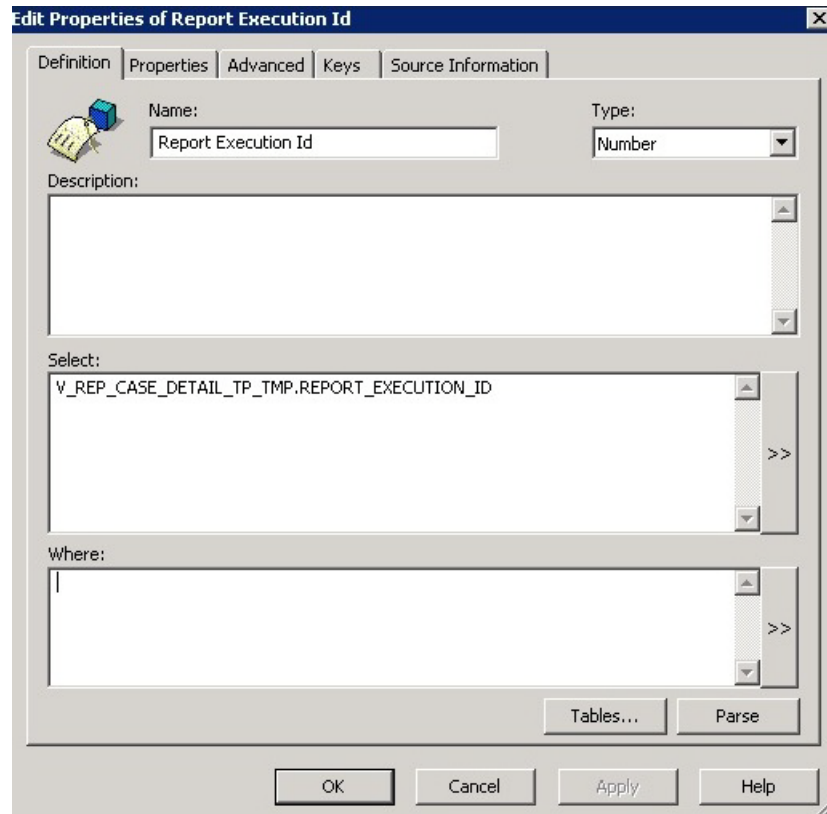 Edit Properties of Report Execution Id
Definition Properties Advanced Keys Source Information
Name: Type:
Report Execution Id Number
Description:
Select:
V_REP_CASE_DETAIL_TP_TMP.REPORT_EXECUTION_ID
>>
Where:
>>
Tables... Parse
OK Cancel Apply Help